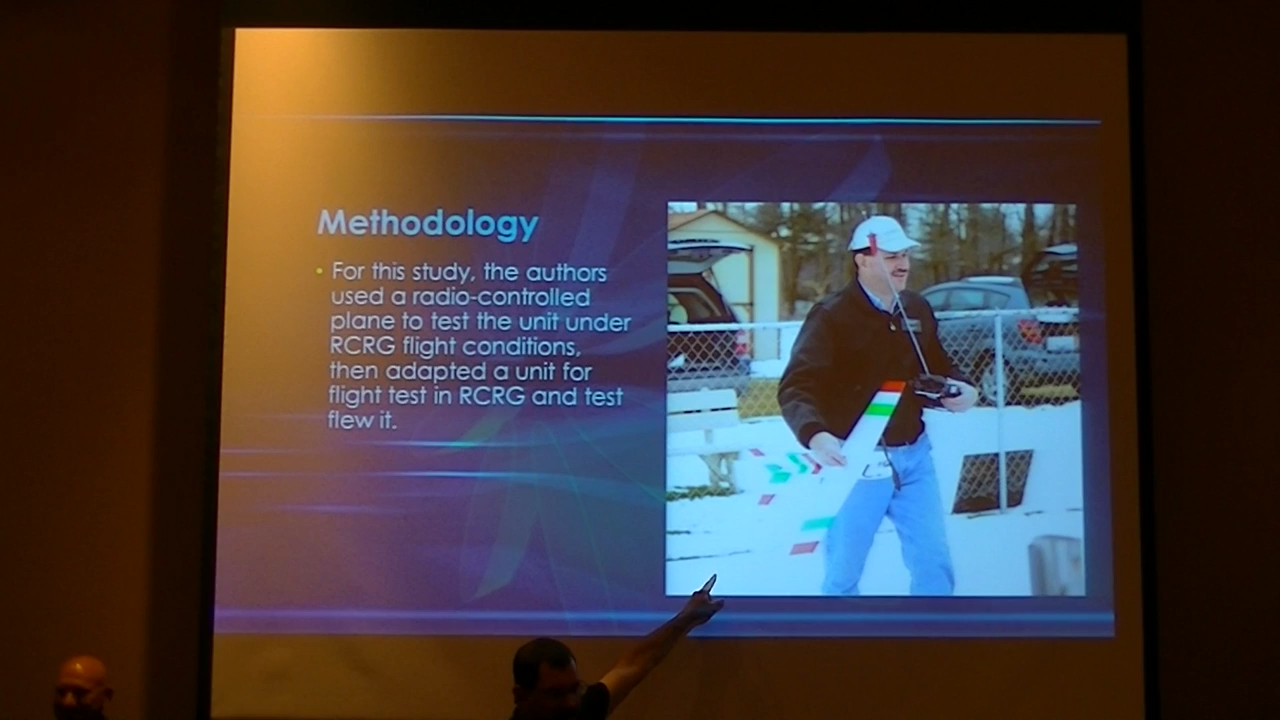 Methodology
• For this study, the authors
used a radio-controlled
plane to test the unit under
RCRG flight conditions,
then adapted a unit for
flight test in RCRG and test
flew it.